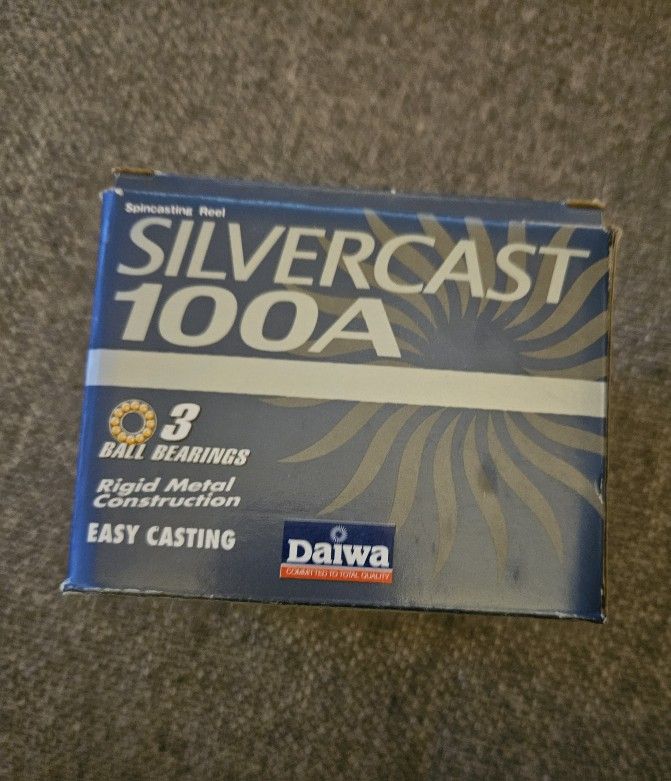 Spincasting Reel
SILVERCAST
100A
3
BALL BEARINGS
Rigid Metal
Construction
EASY CASTING
Daiwa
COMMITTED TO TOTAL QUALITY